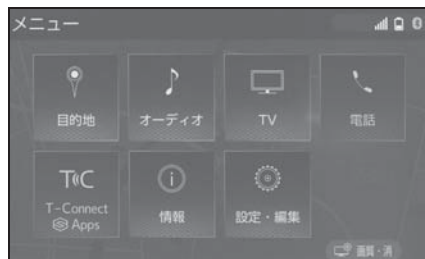 メニュー
目的地
オーディオ
TV
電話
T-Connect
Apps
情報
設定・編集
画質・消